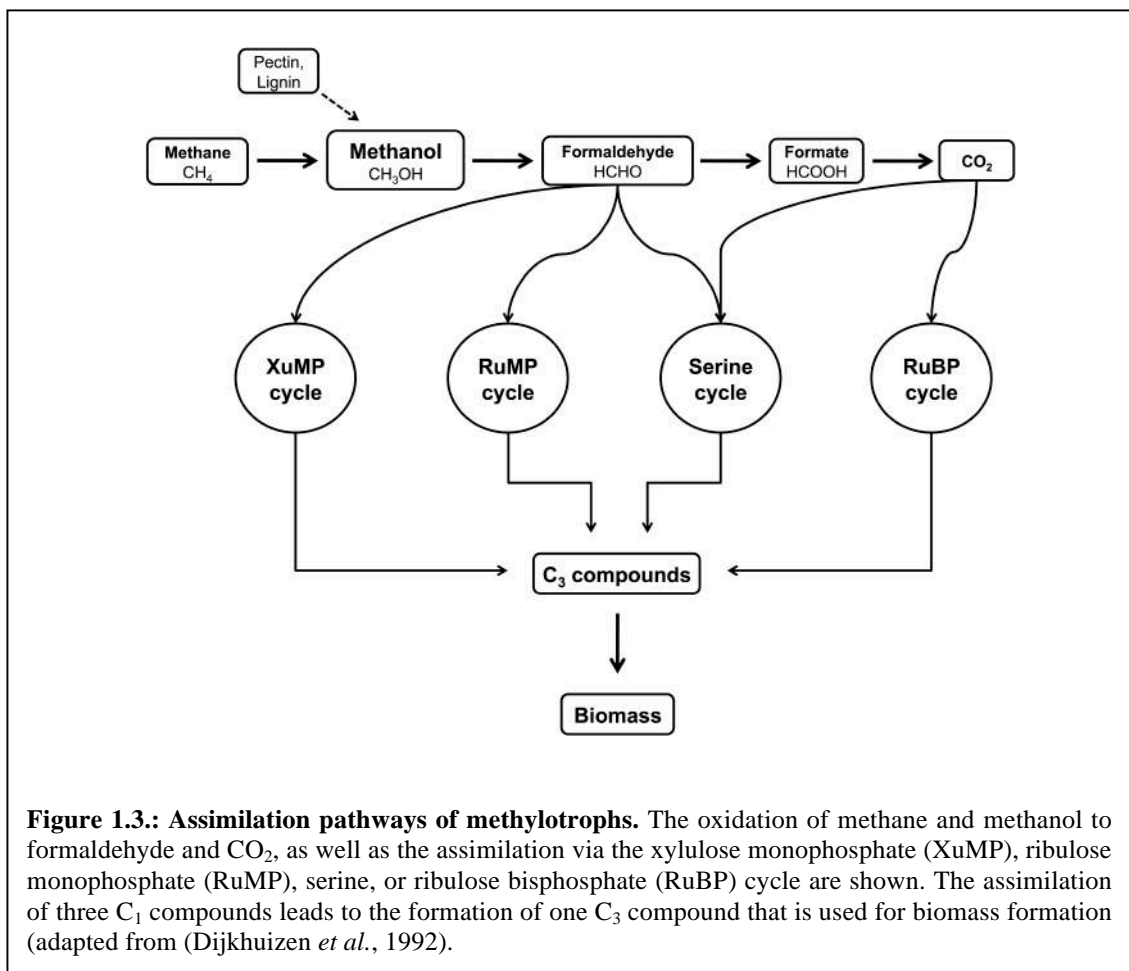 Pectin,
Lignin
Methane
CH₄
Methanol
CH₃OH
Formaldehyde
HCHO
Formate
HCOOH
CO₂
XuMP
cycle
RuMP
cycle
Serine
cycle
RuBP
cycle
C₃ compounds
Biomass
Figure 1.3.: Assimilation pathways of methylotrophs. The oxidation of methane and methanol to
formaldehyde and CO₂, as well as the assimilation via the xylulose monophosphate (XuMP), ribulose
monophosphate (RuMP), serine, or ribulose bisphosphate (RuBP) cycle are shown. The assimilation
of three C₁ compounds leads to the formation of one C₃ compound that is used for biomass formation
(adapted from (Dijkhuizen et al., 1992).